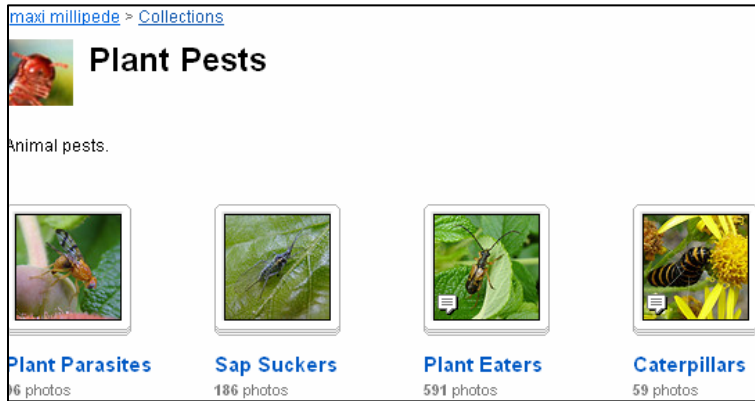 maxi millipede > Collections
Plant Pests
Animal pests.
Plant Parasites Sap Suckers Plant Eaters Caterpillars
photos 186 photos 591 photos 59 photos